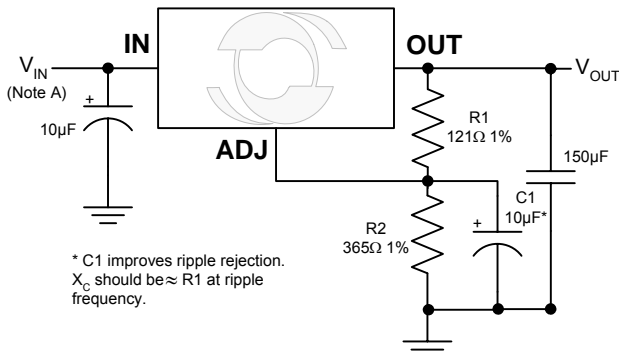 IN
OUT
V_IN
(Note A)
+
10µF
ADJ
V_OUT
R1
121Ω 1%
150µF
C1
10µF*
+
R2
365Ω 1%
* C1 improves ripple rejection.
X_C should be ≈ R1 at ripple
frequency.